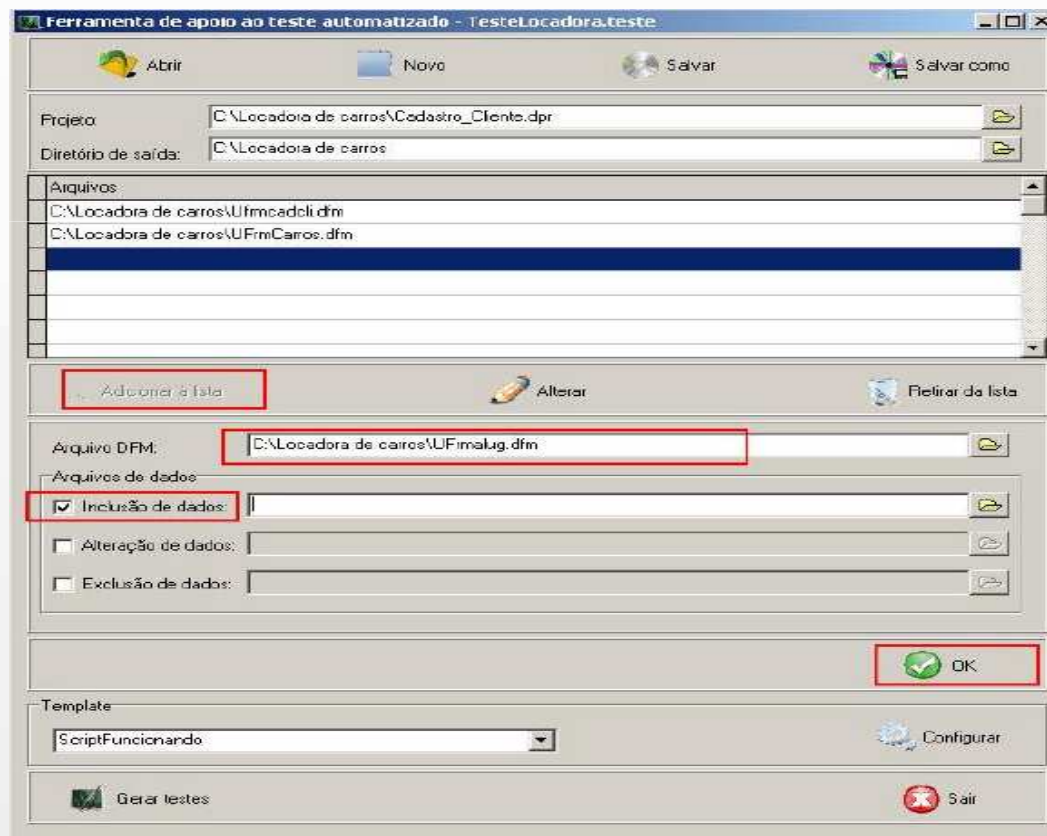 Ferramenta de apoio ao teste automatizado - TesteLocadora.teste
Abrir Novo Salvar Salvar como
Projeto: C:\Locadora de carros\Cadastro_Cliente.dpr
Diretório de saída: C:\Locadora de carros
Arquivos
C:\Locadora de carros\Ufrmcadcli.dfm
C:\Locadora de carros\UFrmCarros.dfm
Adicionar à lista Alterar Retirar da lista
Arquivo DFM: C:\Locadora de carros\UFrmalug.dfm
Arquivos de dados
Inclusão de dados:
Alteração de dados:
Exclusão de dados:
OK
Template
ScriptFuncionando Configurar
Gerar testes Sair